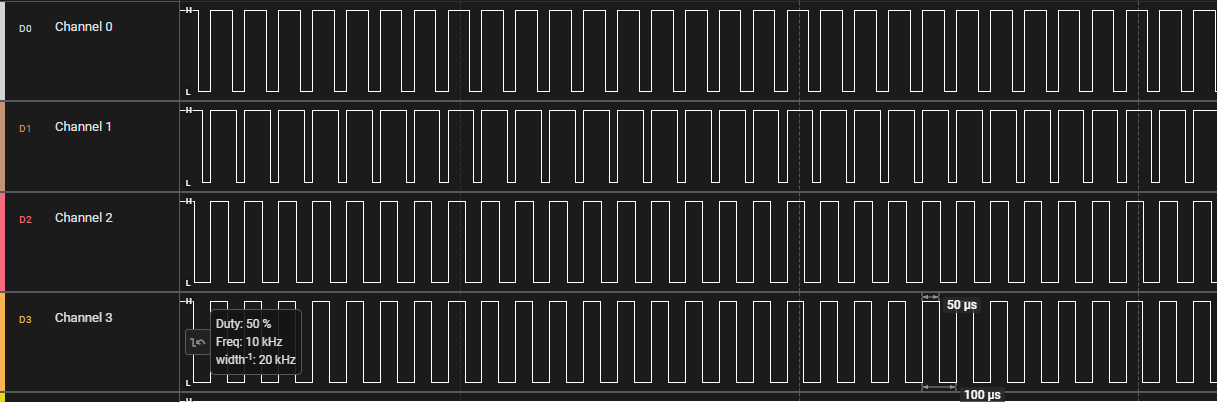 H
D0 Channel 0
L
H
D1 Channel 1
L
H
D2 Channel 2
L
H
D3 Channel 3
50 µs
Duty: 50 %
Freq: 10 kHz
width-1: 20 kHz
L
100 µs
H